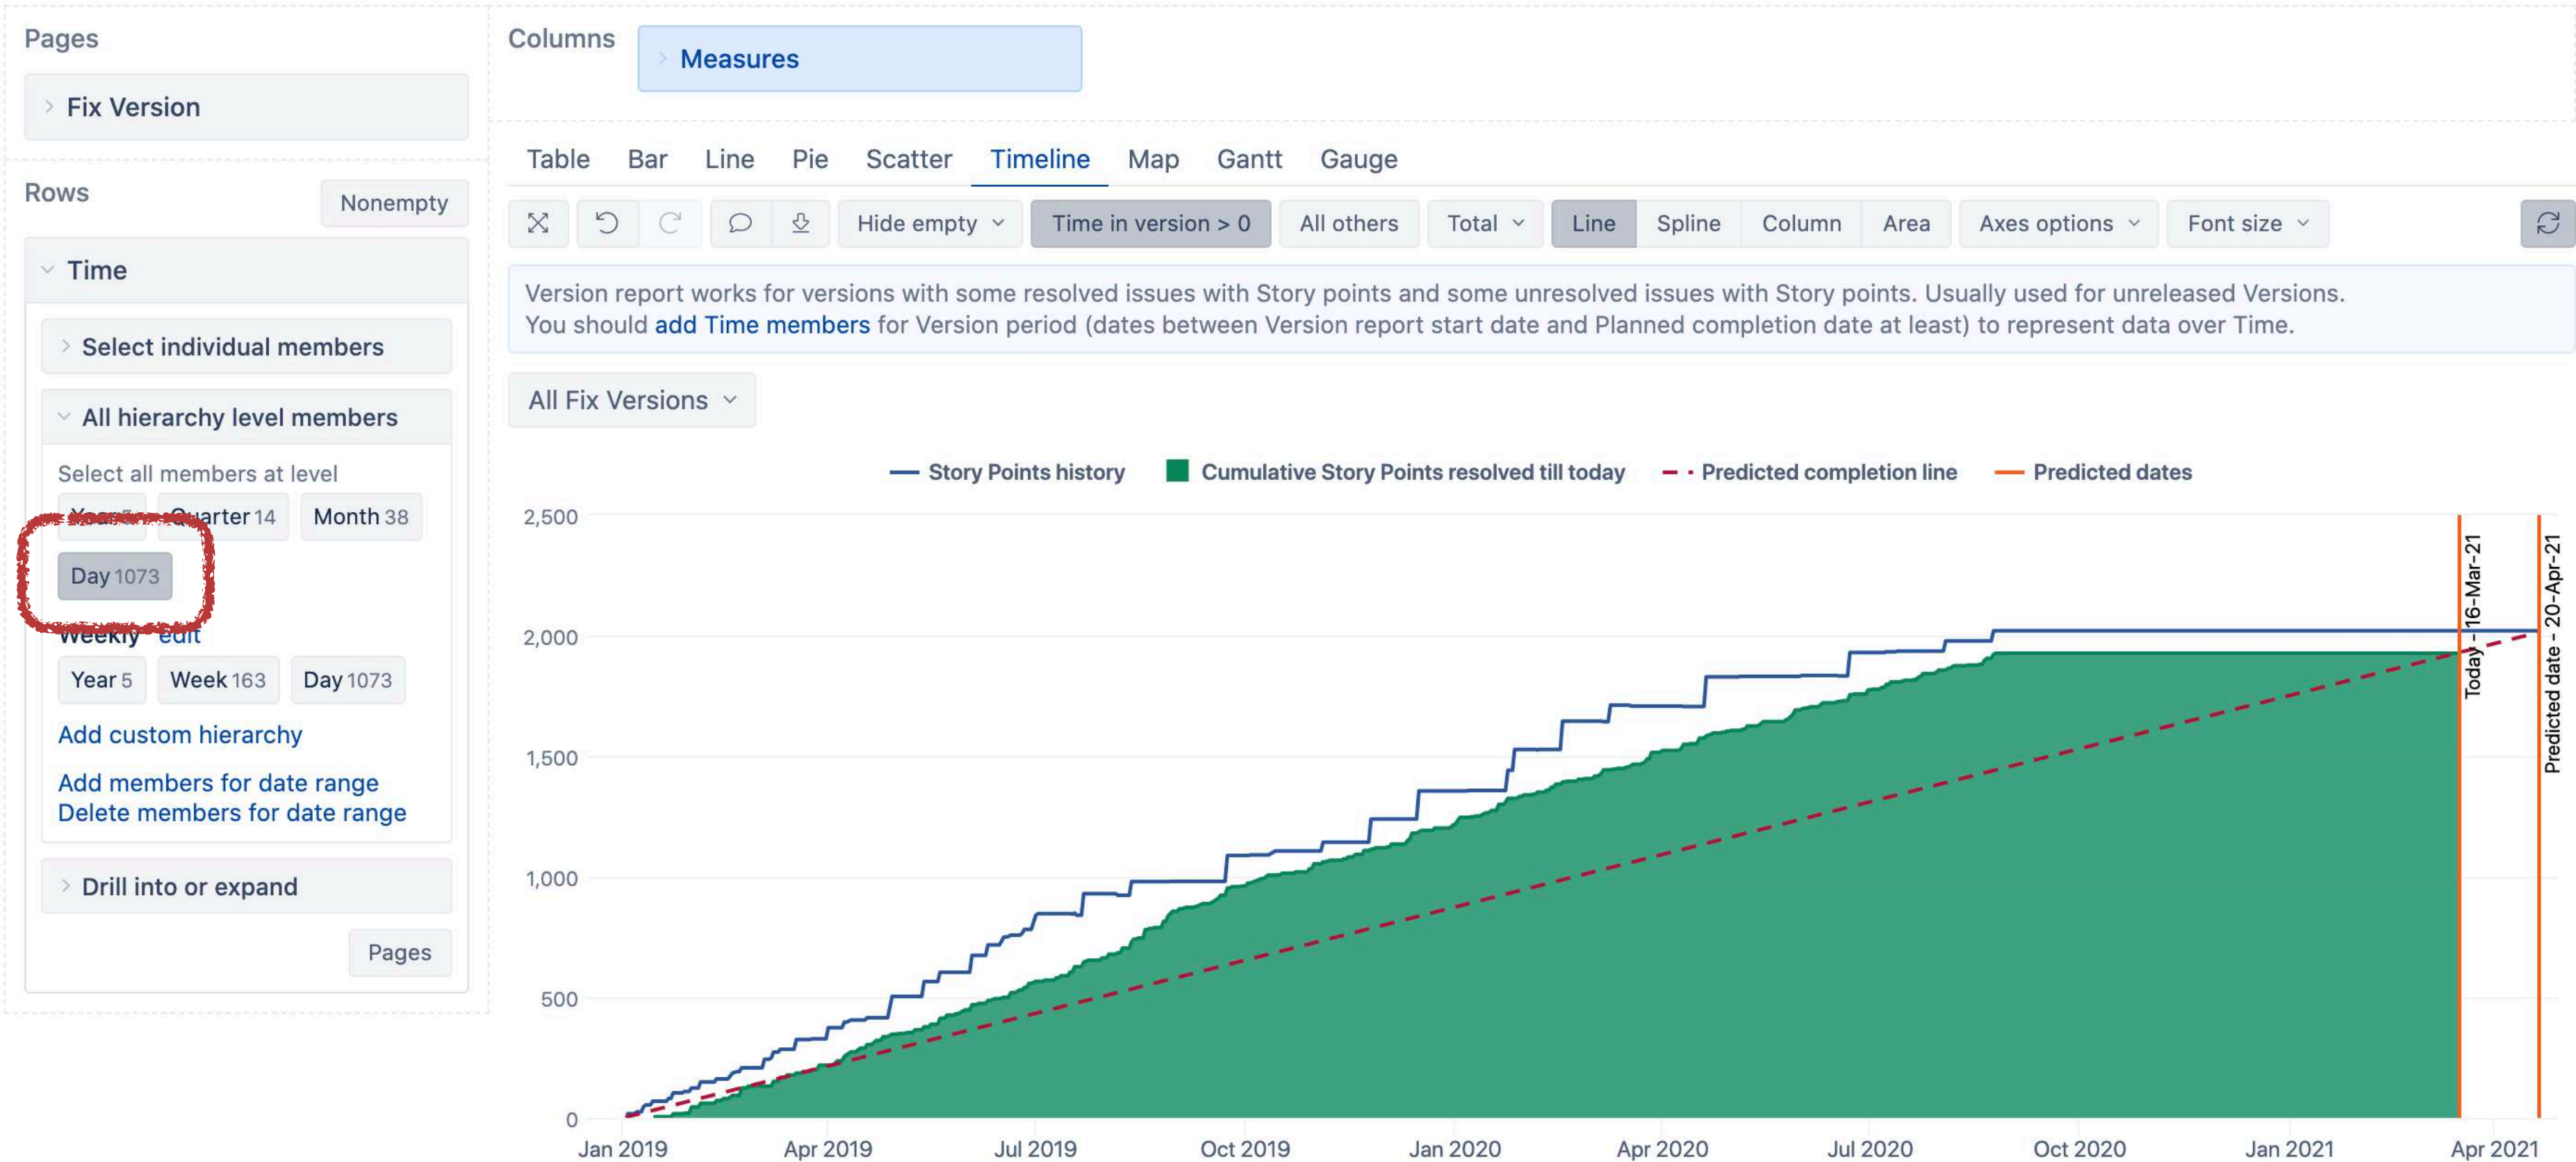 Pages
Fix Version
Rows
Nonempty
Time
Select individual members
All hierarchy level members
Select all members at level
Year 5 Quarter 14 Month 38
Day 1073
Weekly edit
Year 5 Week 163 Day 1073
Add custom hierarchy
Add members for date range
Delete members for date range
Drill into or expand
Pages
Columns
Measures
Table Bar Line Pie Scatter Timeline Map Gantt Gauge
Hide empty Time in version > 0 All others Total Line Spline Column Area Axes options Font size
Version report works for versions with some resolved issues with Story points and some unresolved issues with Story points. Usually used for unreleased Versions.
You should add Time members for Version period (dates between Version report start date and Planned completion date at least) to represent data over Time.
All Fix Versions
Story Points history Cumulative Story Points resolved till today Predicted completion line Predicted dates
2,500
2,000
1,500
1,000
500
0
Today - 16-Mar-21
Predicted date - 20-Apr-21
Jan 2019 Apr 2019 Jul 2019 Oct 2019 Jan 2020 Apr 2020 Jul 2020 Oct 2020 Jan 2021 Apr 2021